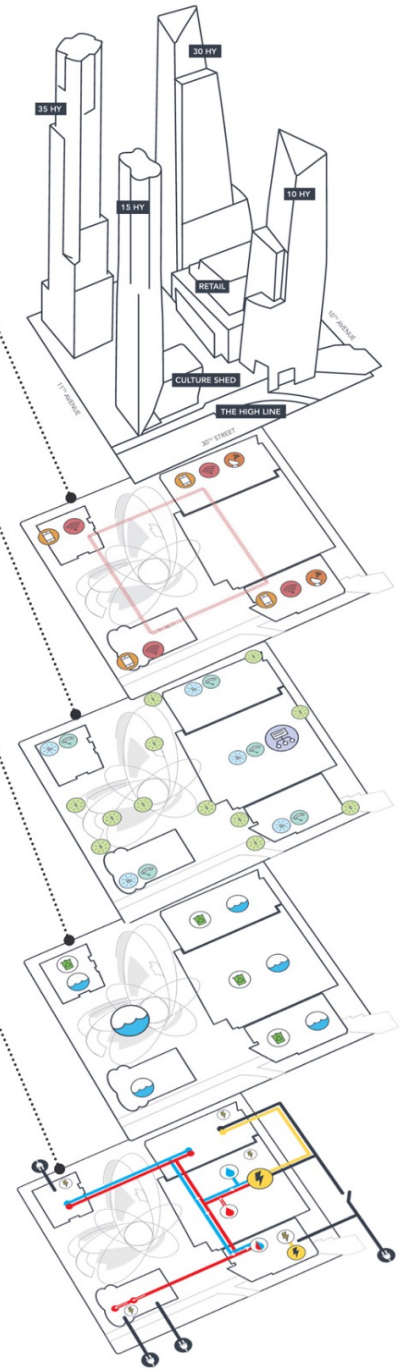 30 HY
35 HY
10 HY
15 HY
RETAIL
10TH AVENUE
CULTURE SHED
11TH AVENUE
THE HIGH LINE
30TH STREET